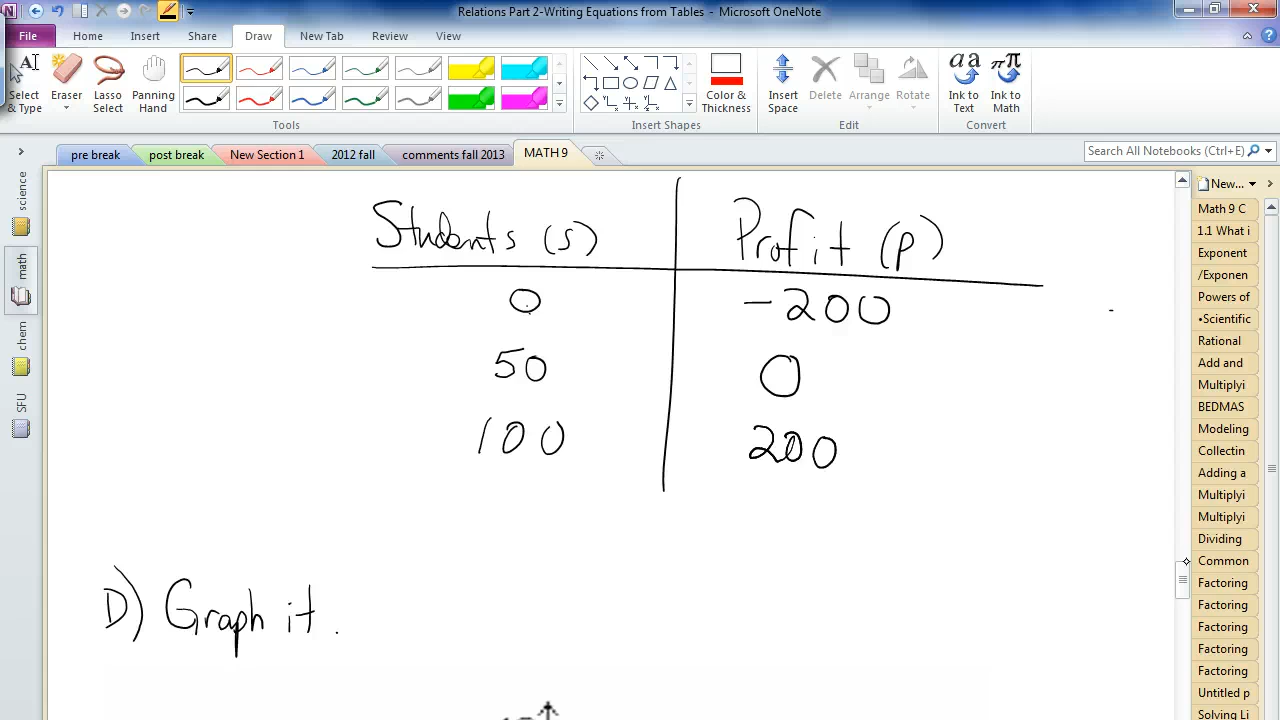 Relations Part 2-Writing Equations from Tables - Microsoft OneNote
File Home Insert Share Draw New Tab Review View
Select & Type
Eraser
Lasso Select
Panning Hand
Color & Thickness
Insert Space
Delete
Arrange
Rotate
Ink to Text
Ink to Math
Tools
Insert Shapes
Edit
Convert
pre break
post break
New Section 1
2012 fall
comments fall 2013
MATH 9
Search All Notebooks (Ctrl+E)
science
math
chem
SFU
Students (s) Profit (p)
0 -200
50 0
100 200
D) Graph it.
New...
Math 9 C
1.1 What i
Exponent
/Exponen
Powers of
•Scientific
Rational
Add and
Multiplyi
BEDMAS
Modeling
Collectin
Adding a
Multiplyi
Multiplyi
Dividing
Common
Factoring
Factoring
Factoring
Factoring
Factoring
Untitled p
Solving Li